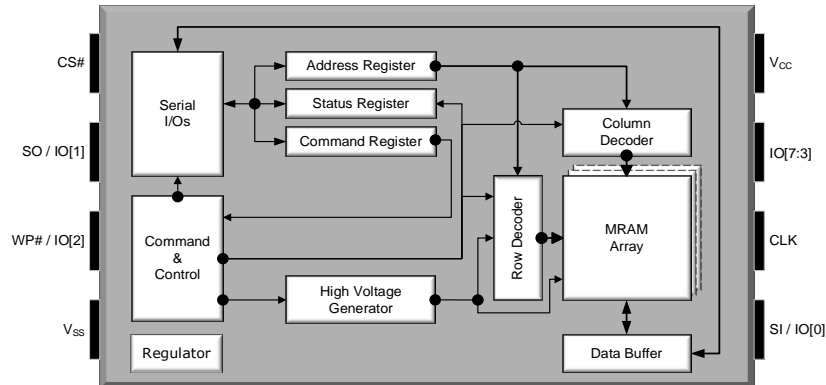 CS#
SO / IO[1]
WP# / IO[2]
VSS
Serial
I/Os
Address Register
Status Register
Command Register
Command
&
Control
High Voltage
Generator
Regulator
Row Decoder
Column
Decoder
MRAM
Array
Data Buffer
VCC
IO[7:3]
CLK
SI / IO[0]